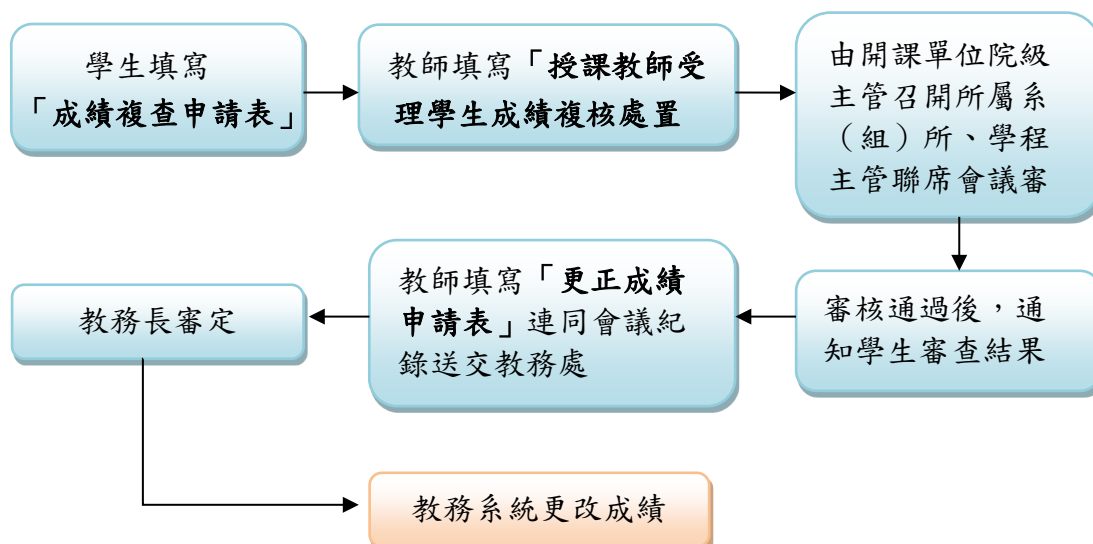 學生填寫
「成績複查申請表」
教師填寫「授課教師受
理學生成績複核處置
由開課單位院級
主管召開所屬系
（組）所、學程
主管聯席會議審
審核通過後，通
知學生審查結果
教師填寫「更正成績
申請表」連同會議紀
錄送交教務處
教務長審定
教務系統更改成績